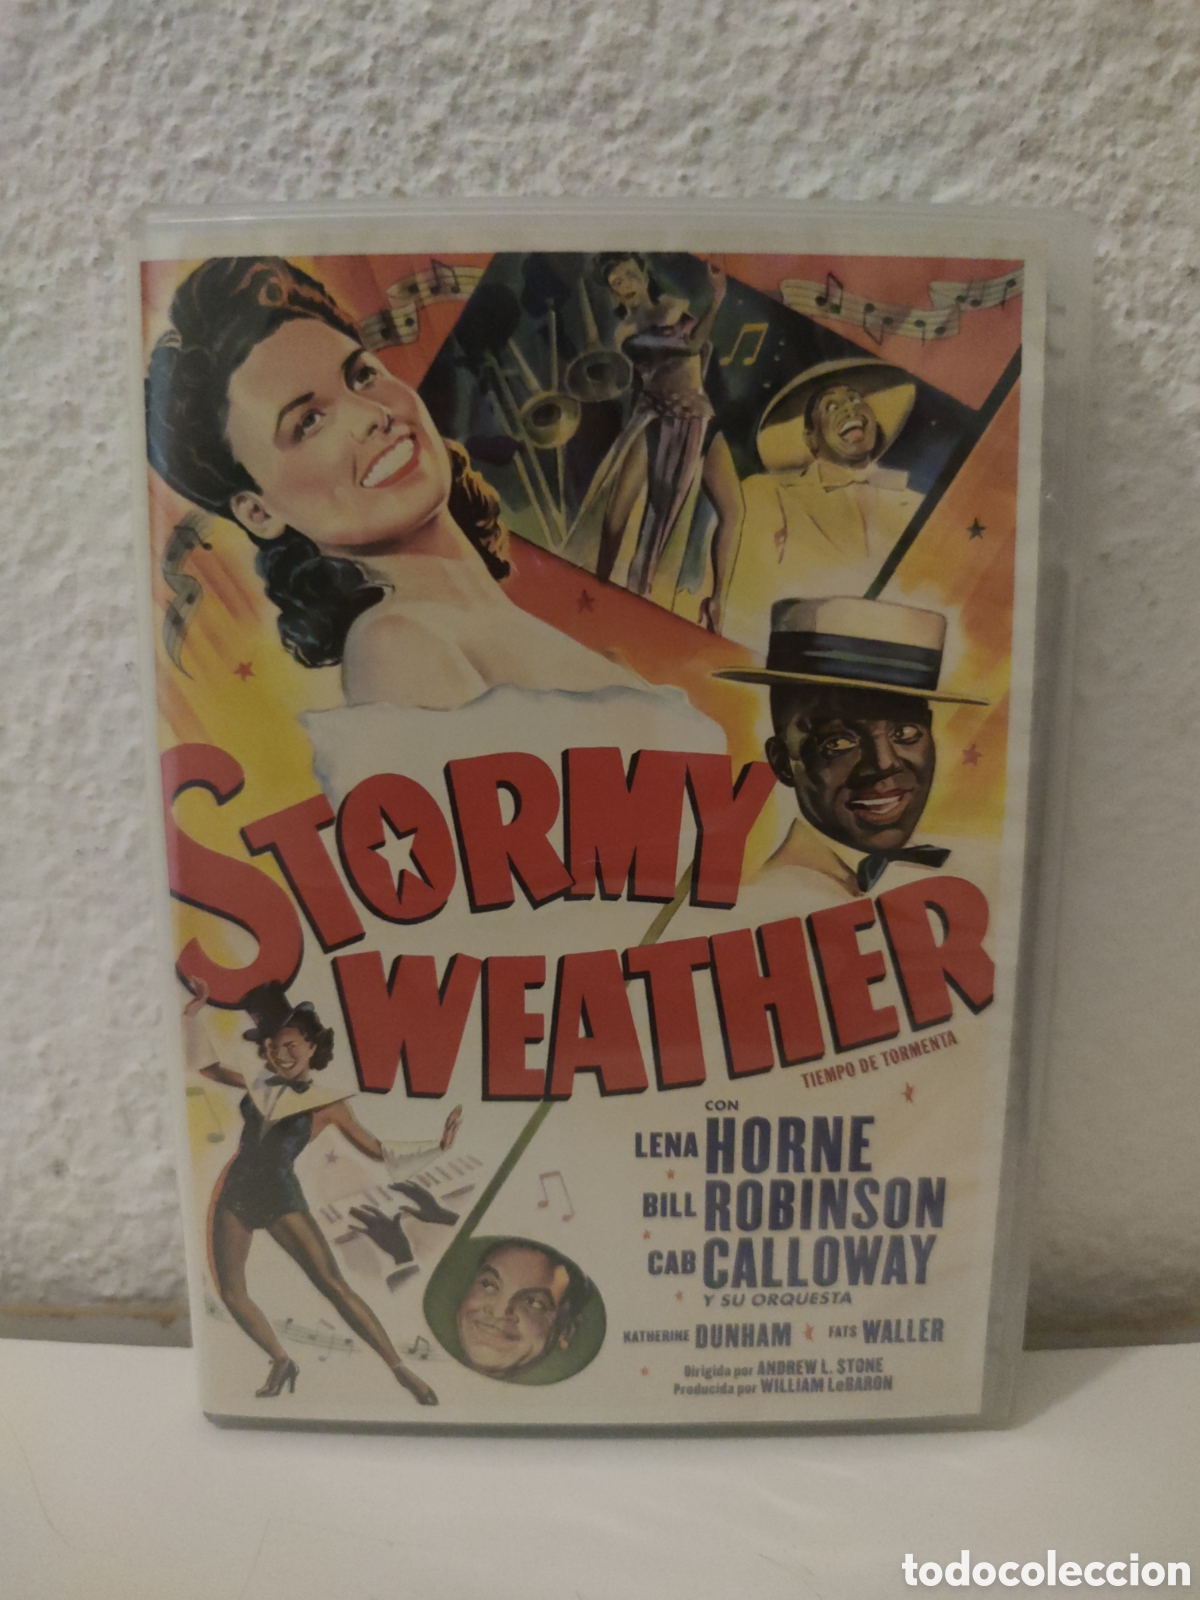 STORMY
WEATHER
TIEMPO DE TORMENTA
CON
LENA HORNE
BILL ROBINSON
CAB CALLOWAY
Y SU ORQUESTA
KATHERINE DUNHAM FATS WALLER
Dirigida por ANDREW L. STONE
Producida por WILLIAM LeBARON
todocoleccion